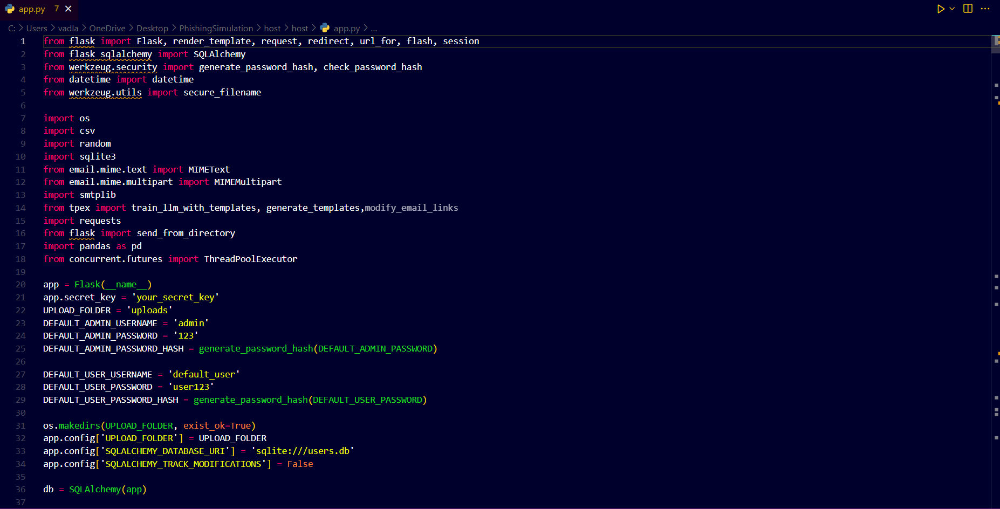 app.py 7
C: > Users > vadla > OneDrive > Desktop > PhishingSimulation > host > host > app.py > ...
1 from flask import Flask, render_template, request, redirect, url_for, flash, session
2 from flask_sqlalchemy import SQLAlchemy
3 from werkzeug.security import generate_password_hash, check_password_hash
4 from datetime import datetime
5 from werkzeug.utils import secure_filename
6
7 import os
8 import csv
9 import random
10 import sqlite3
11 from email.mime.text import MIMEText
12 from email.mime.multipart import MIMEMultipart
13 import smtplib
14 from tpex import train_llm_with_templates, generate_templates,modify_email_links
15 import requests
16 from flask import send_from_directory
17 import pandas as pd
18 from concurrent.futures import ThreadPoolExecutor
19
20 app = Flask(__name__)
21 app.secret_key = 'your_secret_key'
22 UPLOAD_FOLDER = 'uploads'
23 DEFAULT_ADMIN_USERNAME = 'admin'
24 DEFAULT_ADMIN_PASSWORD = '123'
25 DEFAULT_ADMIN_PASSWORD_HASH = generate_password_hash(DEFAULT_ADMIN_PASSWORD)
26
27 DEFAULT_USER_USERNAME = 'default_user'
28 DEFAULT_USER_PASSWORD = 'user123'
29 DEFAULT_USER_PASSWORD_HASH = generate_password_hash(DEFAULT_USER_PASSWORD)
30
31 os.makedirs(UPLOAD_FOLDER, exist_ok=True)
32 app.config['UPLOAD_FOLDER'] = UPLOAD_FOLDER
33 app.config['SQLALCHEMY_DATABASE_URI'] = 'sqlite:///users.db'
34 app.config['SQLALCHEMY_TRACK_MODIFICATIONS'] = False
35
36 db = SQLAlchemy(app)
37